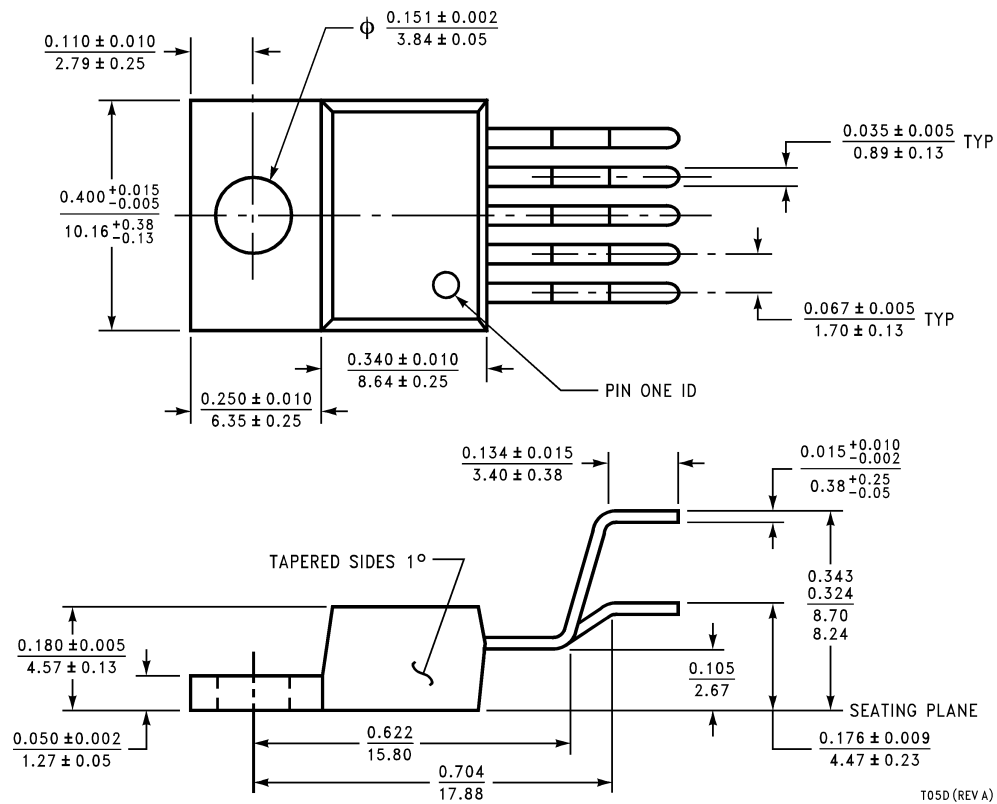 ϕ 0.151 ± 0.002
3.84 ± 0.05
0.110 ± 0.010
2.79 ± 0.25
0.035 ± 0.005 TYP
0.89 ± 0.13
0.400 +0.015 -0.005
10.16 +0.38 -0.13
0.067 ± 0.005 TYP
1.70 ± 0.13
0.340 ± 0.010
8.64 ± 0.25
PIN ONE ID
0.250 ± 0.010
6.35 ± 0.25
0.134 ± 0.015
3.40 ± 0.38
0.015 +0.010 -0.002
0.38 +0.25 -0.05
TAPERED SIDES 1°
0.343
0.324
8.70
8.24
0.180 ± 0.005
4.57 ± 0.13
0.105
2.67
SEATING PLANE
0.050 ± 0.002
1.27 ± 0.05
0.622
15.80
0.176 ± 0.009
4.47 ± 0.23
0.704
17.88
T05D (REV A)